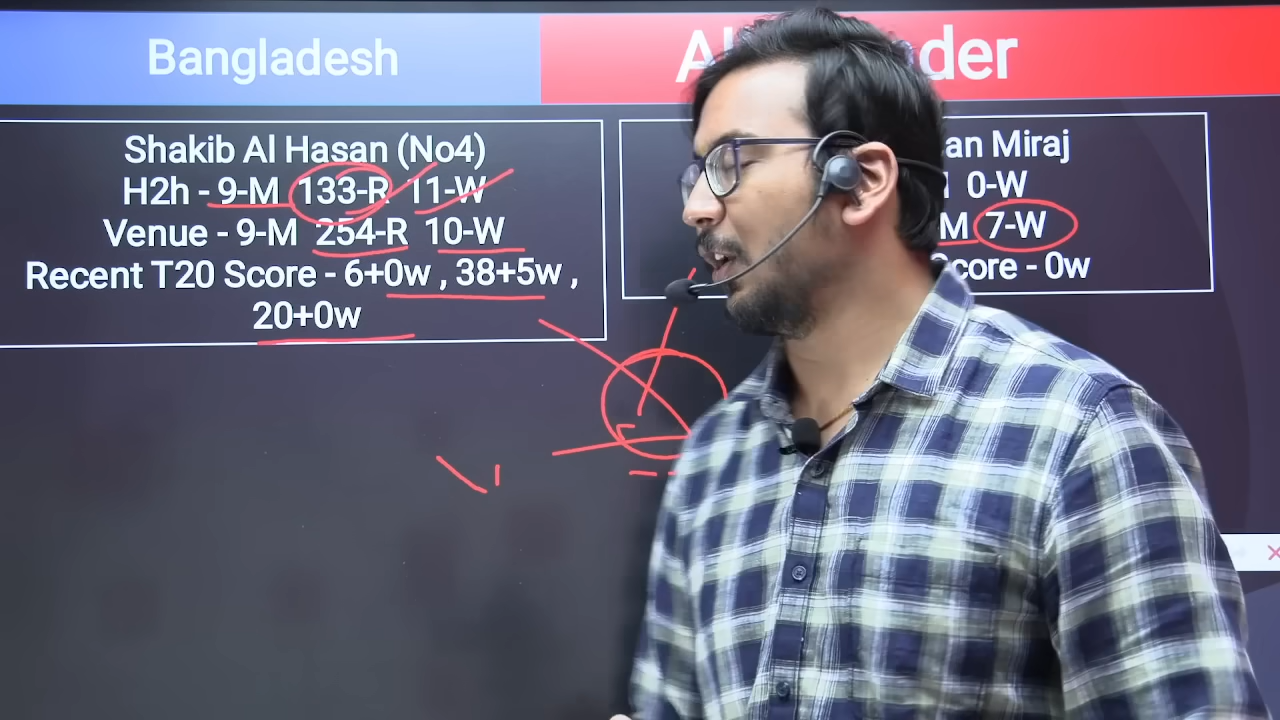 Bangladesh
Shakib Al Hasan (No4)
H2h - 9-M 133-R 11-W
Venue - 9-M 254-R 10-W
Recent T20 Score - 6+0w , 38+5w ,
20+0w
Miraj
0-W
M 7-W
Score - 0w